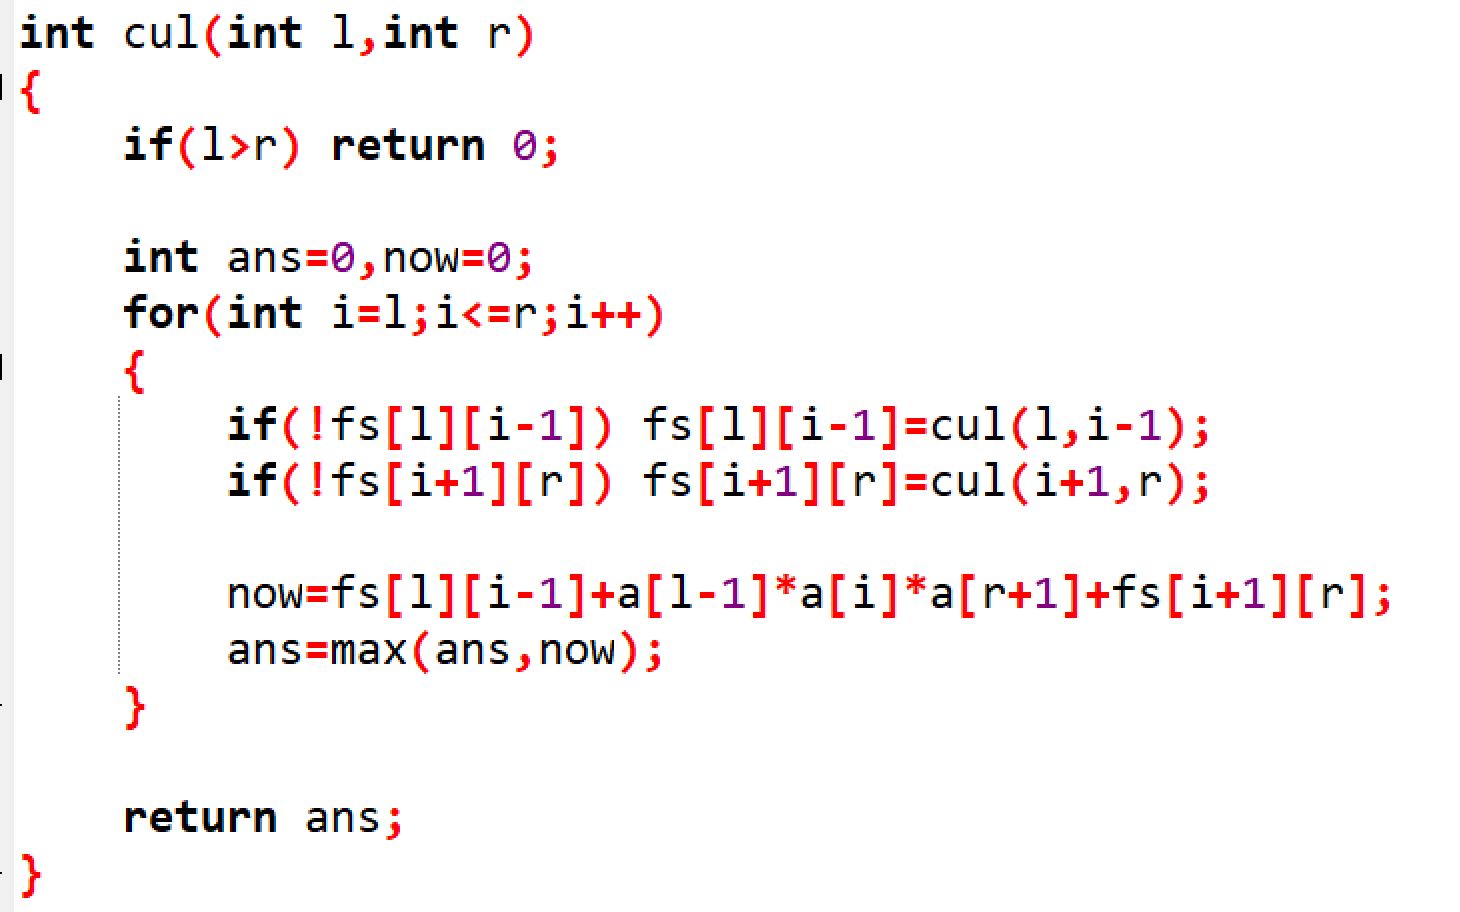 int cul(int l,int r)
{
if(l>r) return 0;
int ans=0,now=0;
for(int i=l;i<=r;i++)
{
if(!fs[l][i-1]) fs[l][i-1]=cul(l,i-1);
if(!fs[i+1][r]) fs[i+1][r]=cul(i+1,r);
now=fs[l][i-1]+a[l-1]*a[i]*a[r+1]+fs[i+1][r];
ans=max(ans,now);
}
return ans;
}